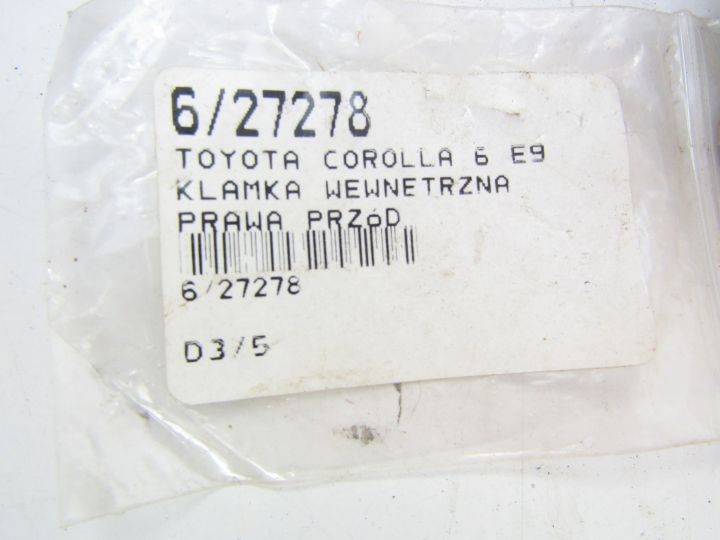 6/27278
TOYOTA COROLLA 6 E9
KLAMKA WEWNETRZNA
PRAWA PRZóD
6/27278
D3/5